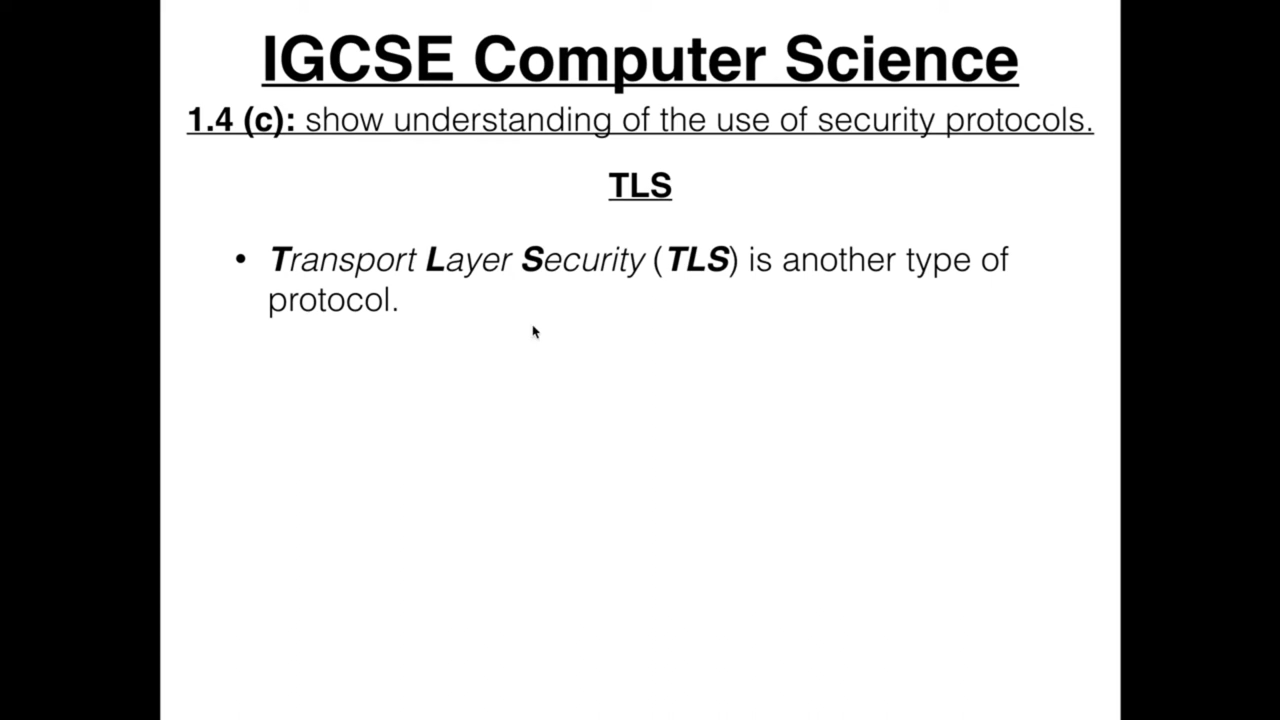 IGCSE Computer Science
1.4 (c): show understanding of the use of security protocols.
TLS
• Transport Layer Security (TLS) is another type of
protocol.